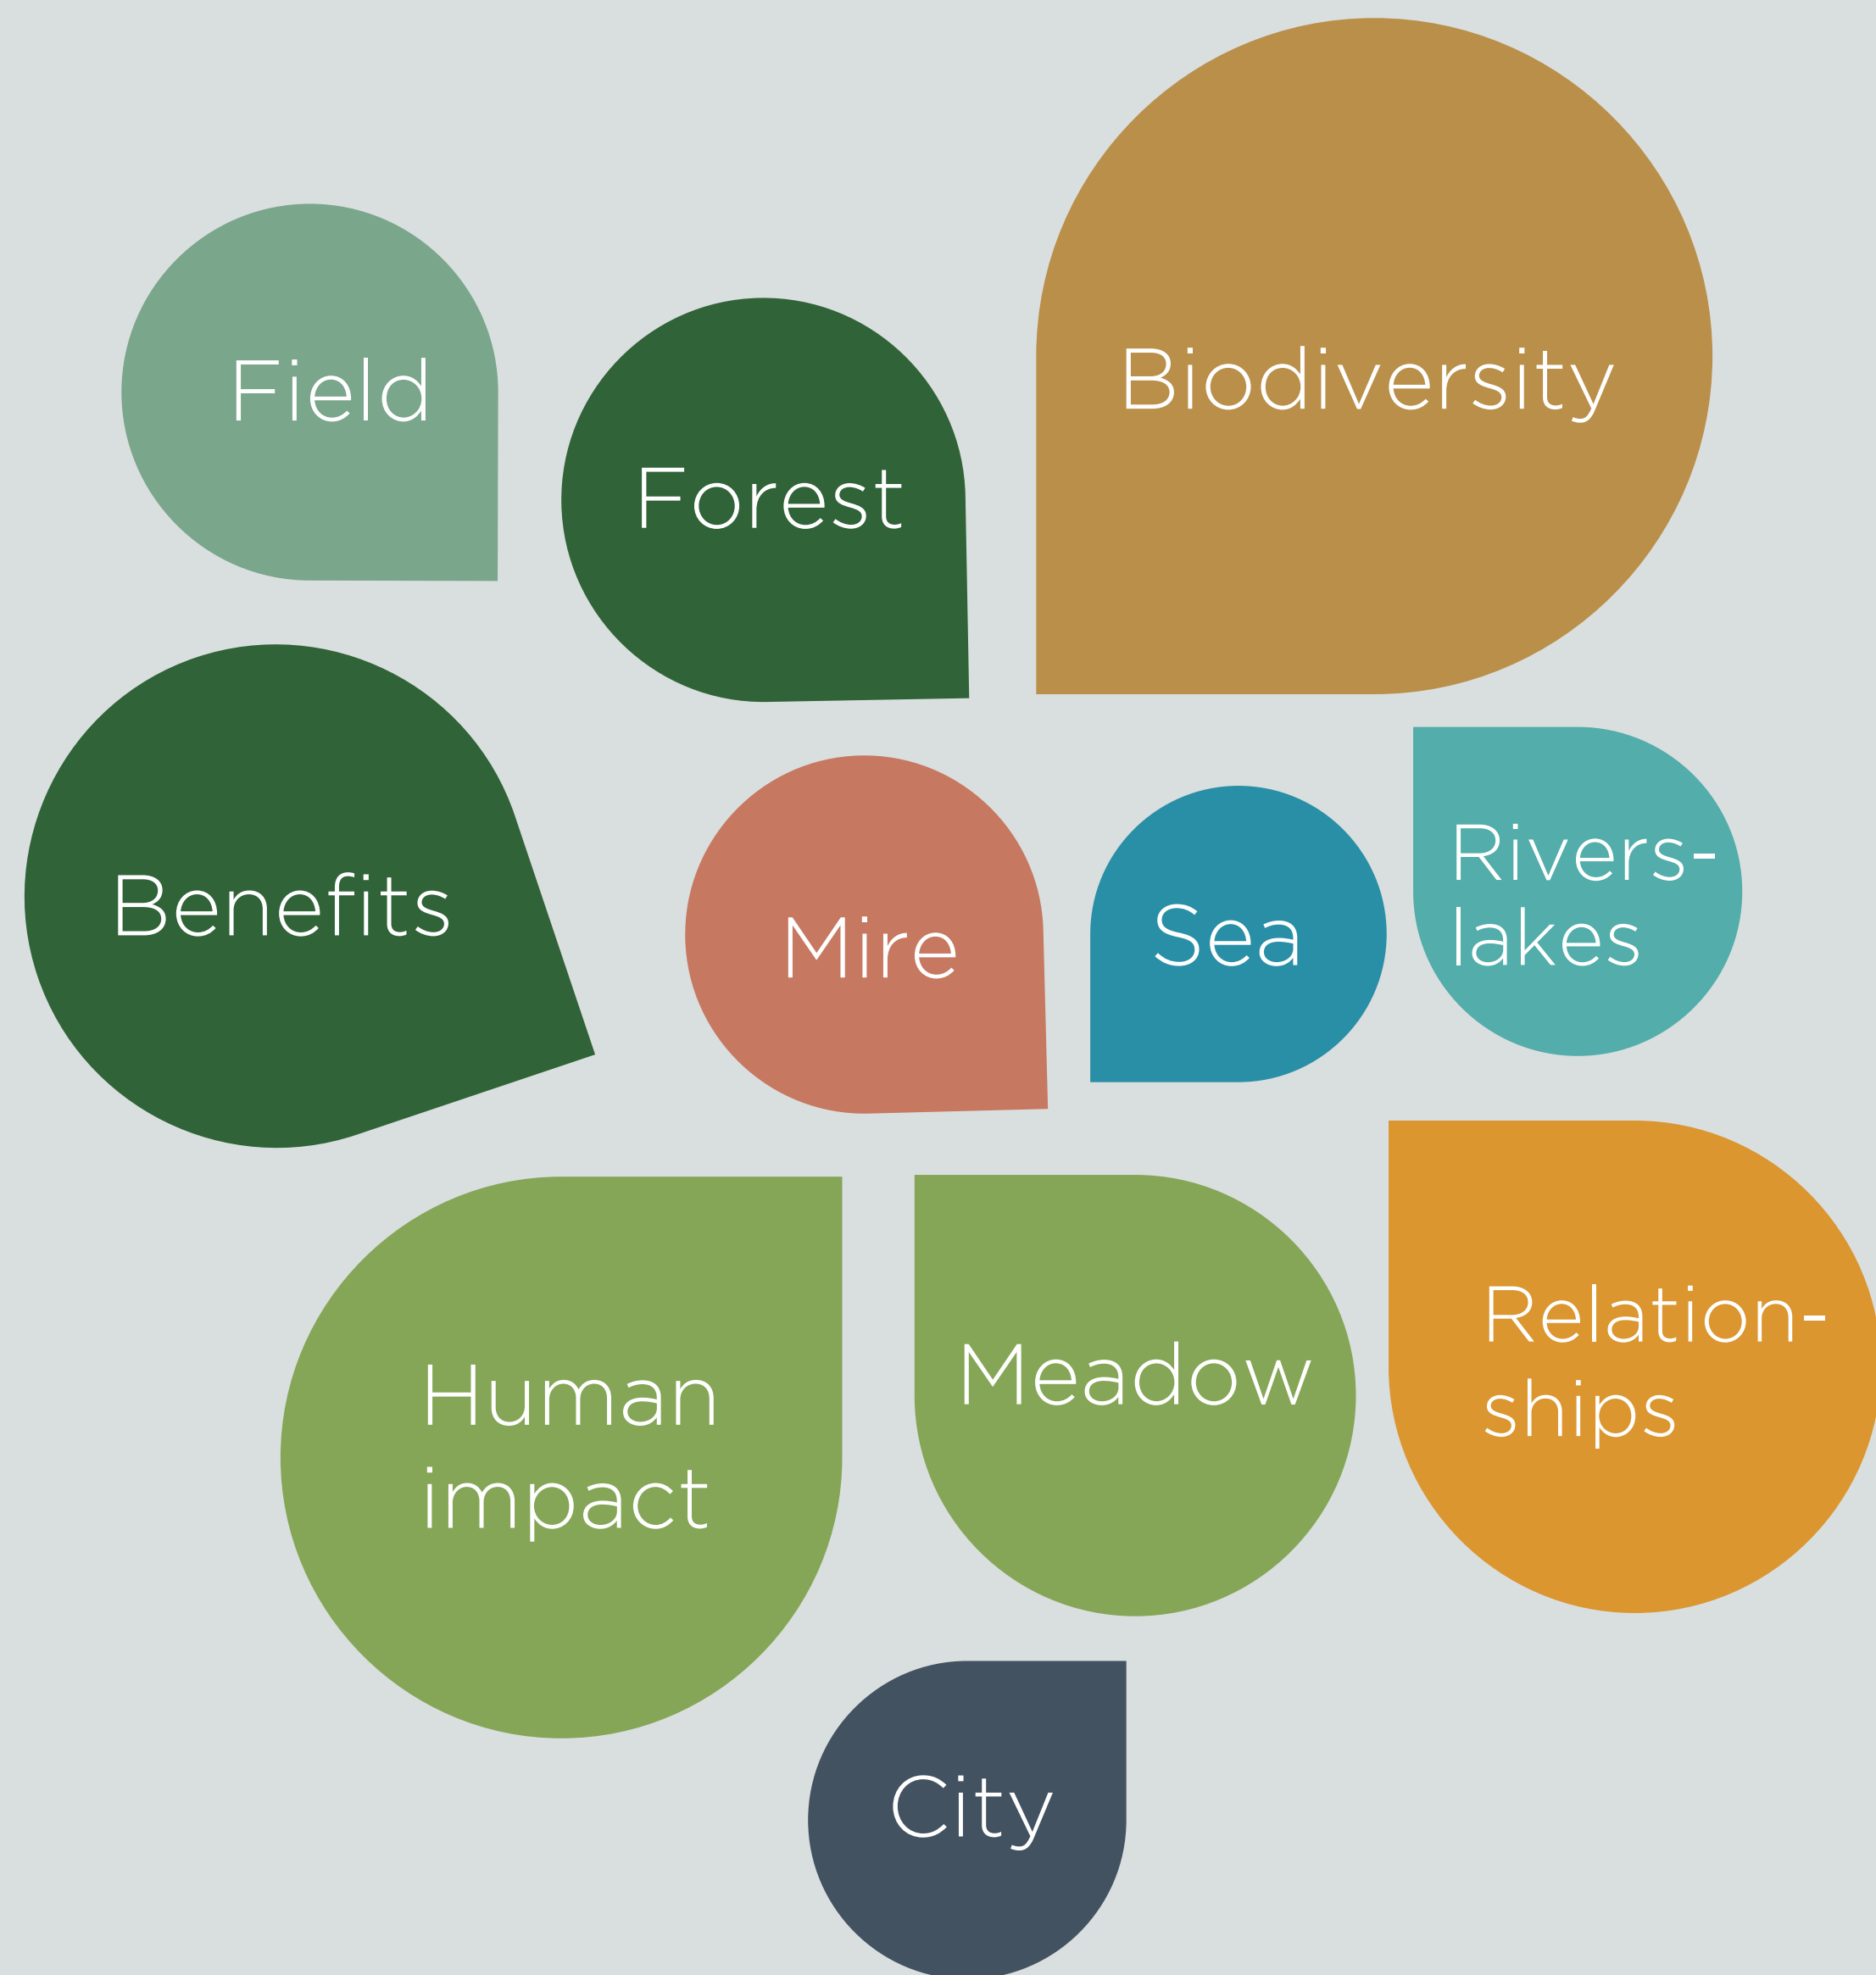 Biodiversity
Field
Forest
Rivers-
lakes
Benefits
Sea
Mire
Relation-
ships
Meadow
Human
impact
City